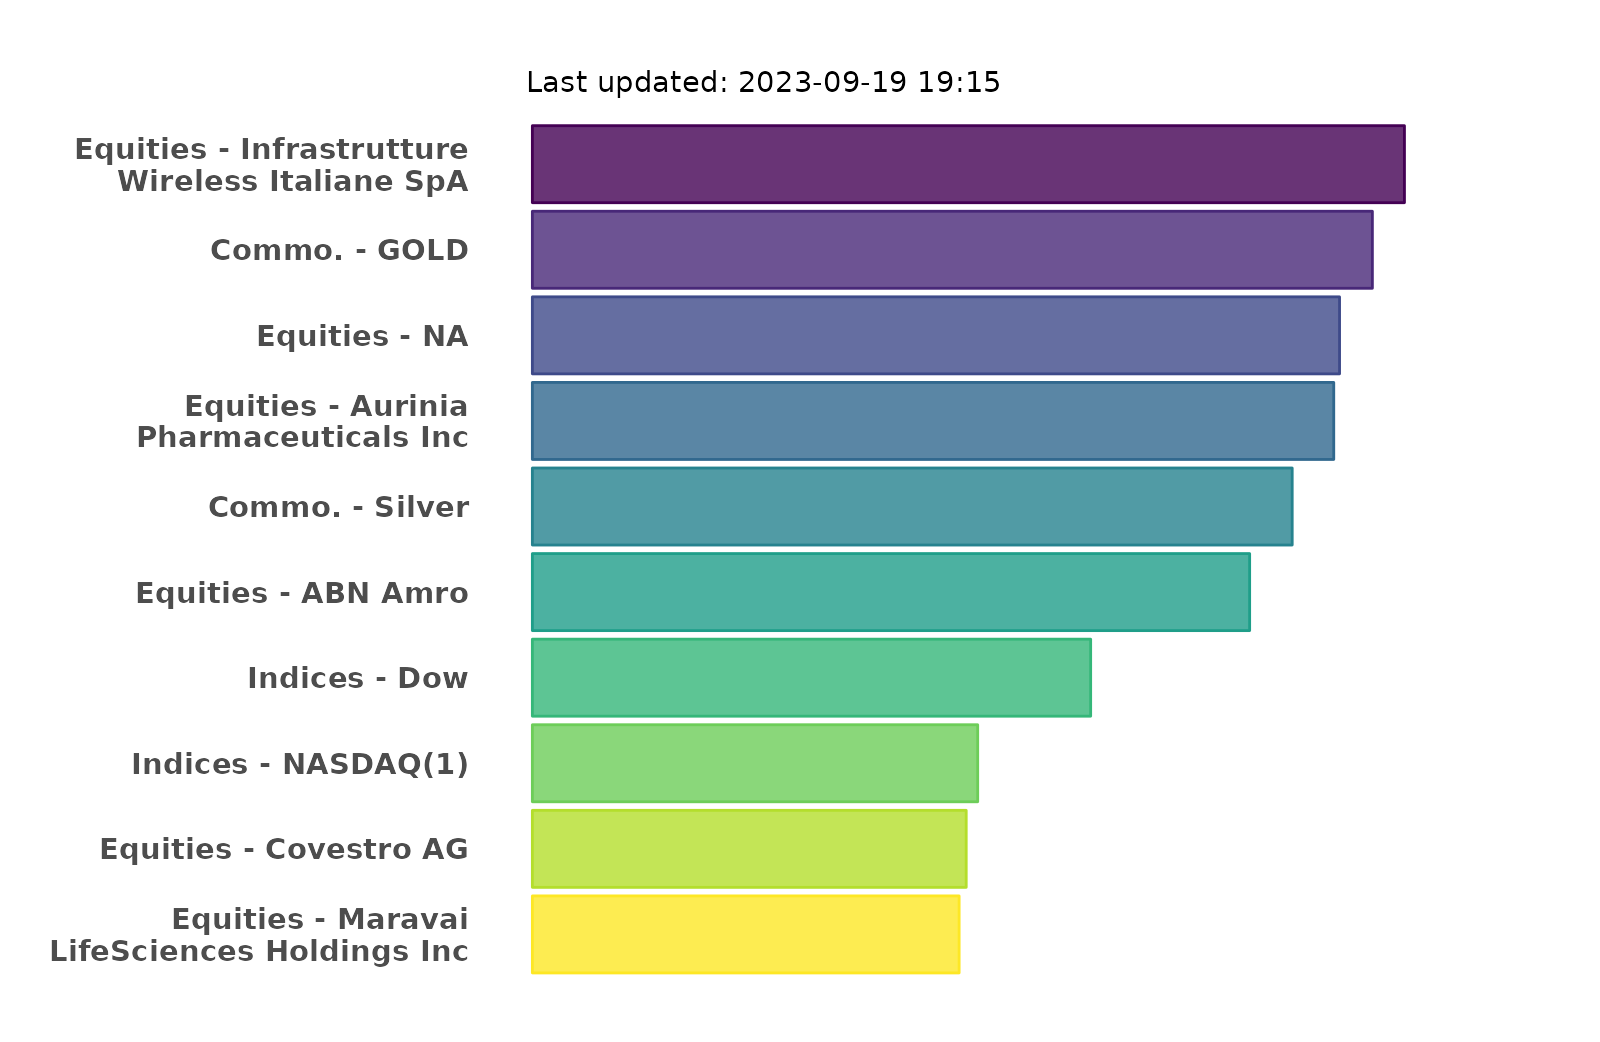 Last updated: 2023-09-19 19:15
Equities - Infrastrutture
Wireless Italiane SpA
Commo. - GOLD
Equities - NA
Equities - Aurinia
Pharmaceuticals Inc
Commo. - Silver
Equities - ABN Amro
Indices - Dow
Indices - NASDAQ(1)
Equities - Covestro AG
Equities - Maravai
LifeSciences Holdings Inc